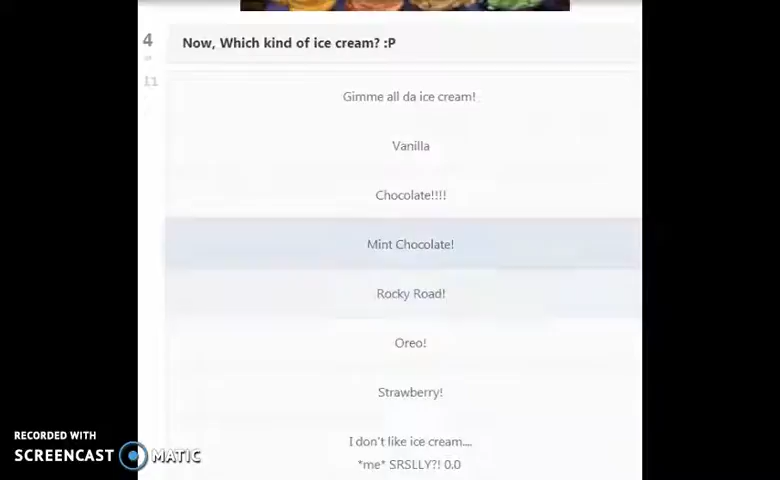 4
Now, Which kind of ice cream? :P
11
Gimme all da ice cream!
Vanilla
Chocolate!!!!
Mint Chocolate!
Rocky Road!
Oreo!
Strawberry!
I don't like ice cream....
*me* SRSLLY?! 0.0
RECORDED WITH
SCREENCAST MATIC